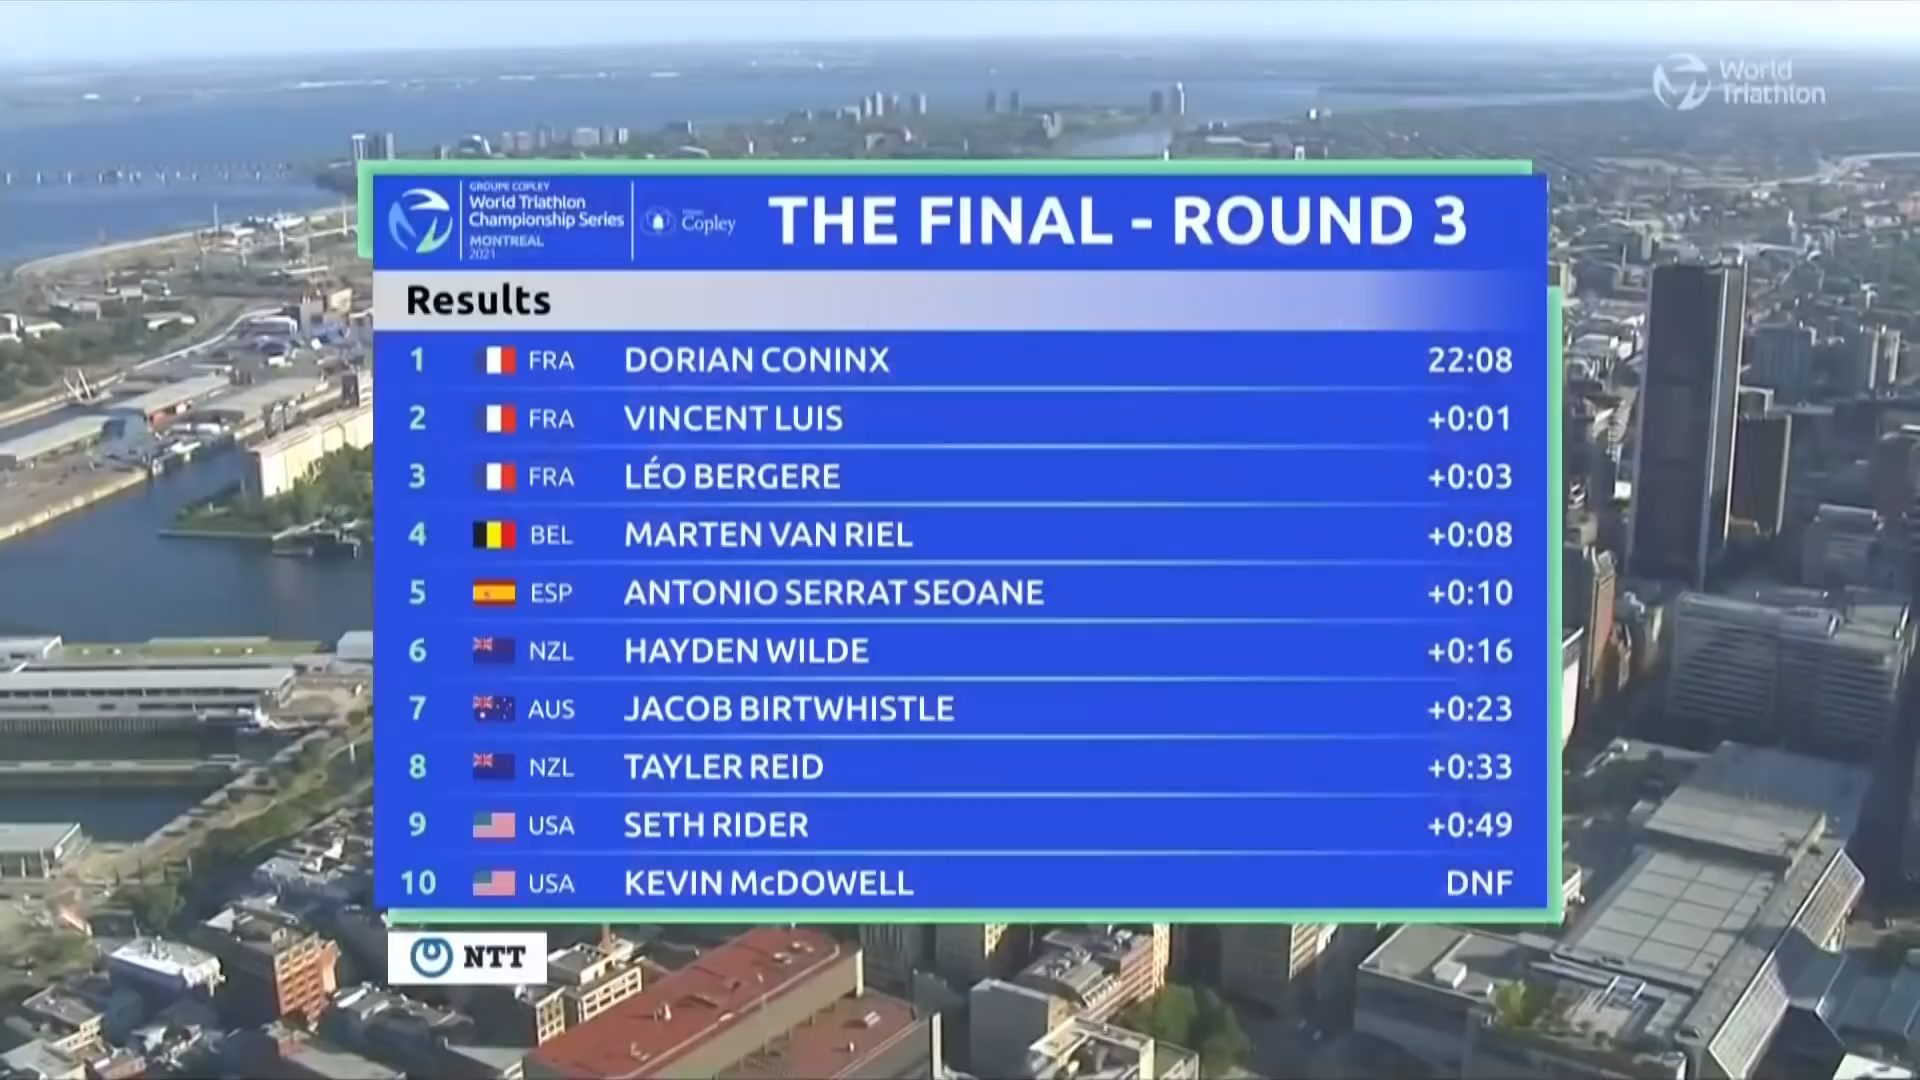 World
Triathlon
GROUPE COPLEY
World Triathlon
Championship Series
MONTREAL
2021
Copley
THE FINAL - ROUND 3
Results
1 FRA DORIAN CONINX 22:08
2 FRA VINCENT LUIS +0:01
3 FRA LÉO BERGERE +0:03
4 BEL MARTEN VAN RIEL +0:08
5 ESP ANTONIO SERRAT SEOANE +0:10
6 NZL HAYDEN WILDE +0:16
7 AUS JACOB BIRTWHISTLE +0:23
8 NZL TAYLER REID +0:33
9 USA SETH RIDER +0:49
10 USA KEVIN McDOWELL DNF
NTT